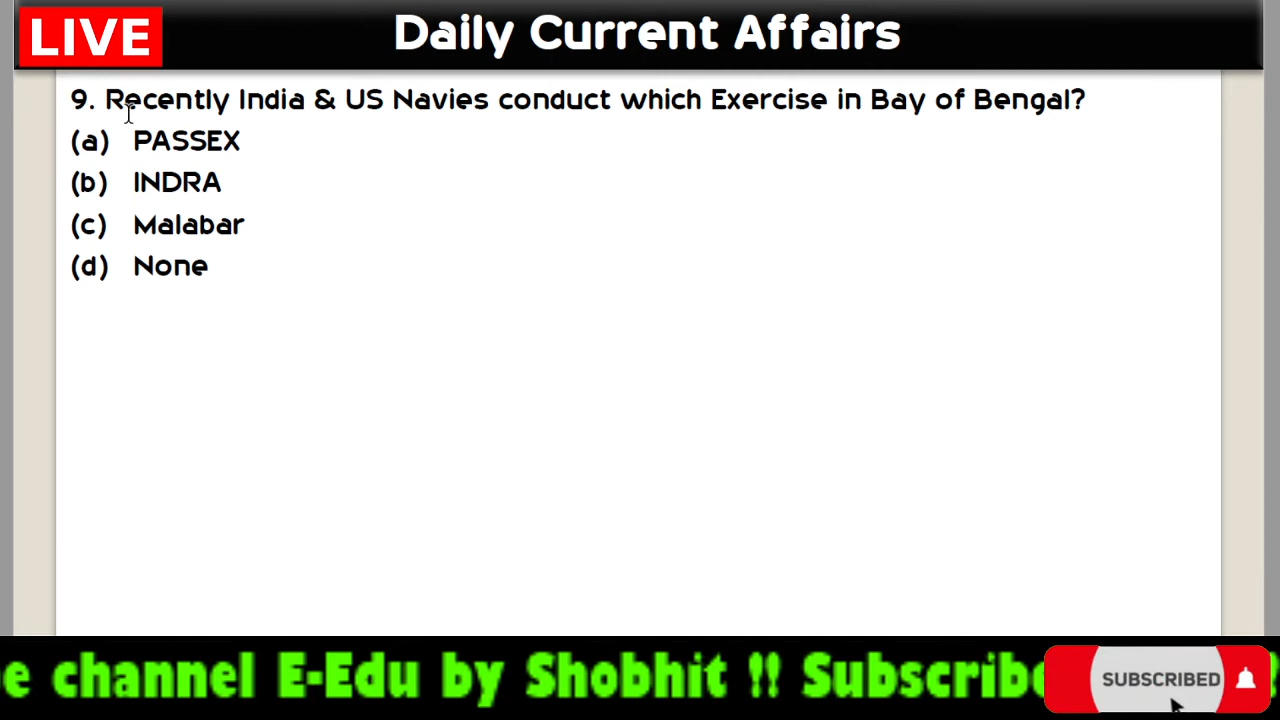 LIVE
Daily Current Affairs
9. Recently India & US Navies conduct which Exercise in Bay of Bengal?
(a) PASSEX
(b) INDRA
(c) Malabar
(d) None
e channel E-Edu by Shobhit !! Subscribe
SUBSCRIBED